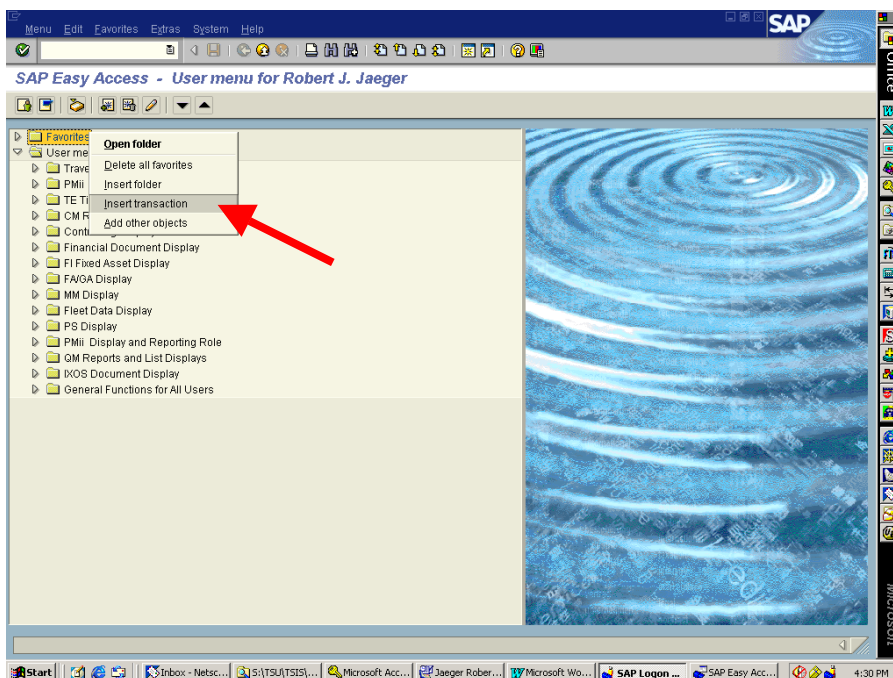 Menu Edit Favorites Extras System Help
SAP
SAP Easy Access - User menu for Robert J. Jaeger
Favorites
Open folder
User me
Delete all favorites
Trave
Insert folder
PMii
Insert transaction
TE Ti
Add other objects
CM R
Cont
Financial Document Display
FI Fixed Asset Display
FA/GA Display
MM Display
Fleet Data Display
PS Display
PMii Display and Reporting Role
QM Reports and List Displays
IXOS Document Display
General Functions for All Users
Office
Microsoft
Start
Inbox - Netsc...
S:\TSU\TSIS\...
Microsoft Acc...
Jaeger Rober...
Microsoft Wo...
SAP Logon ...
SAP Easy Acc...
4:30 PM